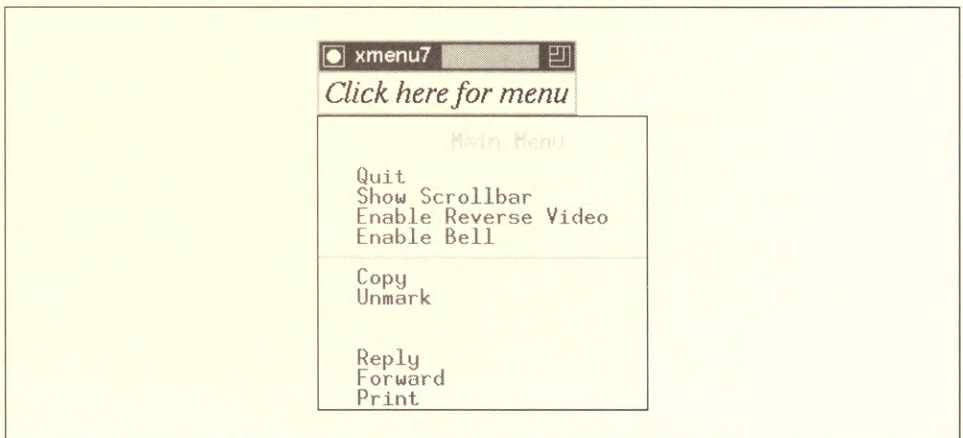 xmenu7
Click here for menu
Main Menu
Quit
Show Scrollbar
Enable Reverse Video
Enable Bell
Copy
Unmark
Reply
Forward
Print